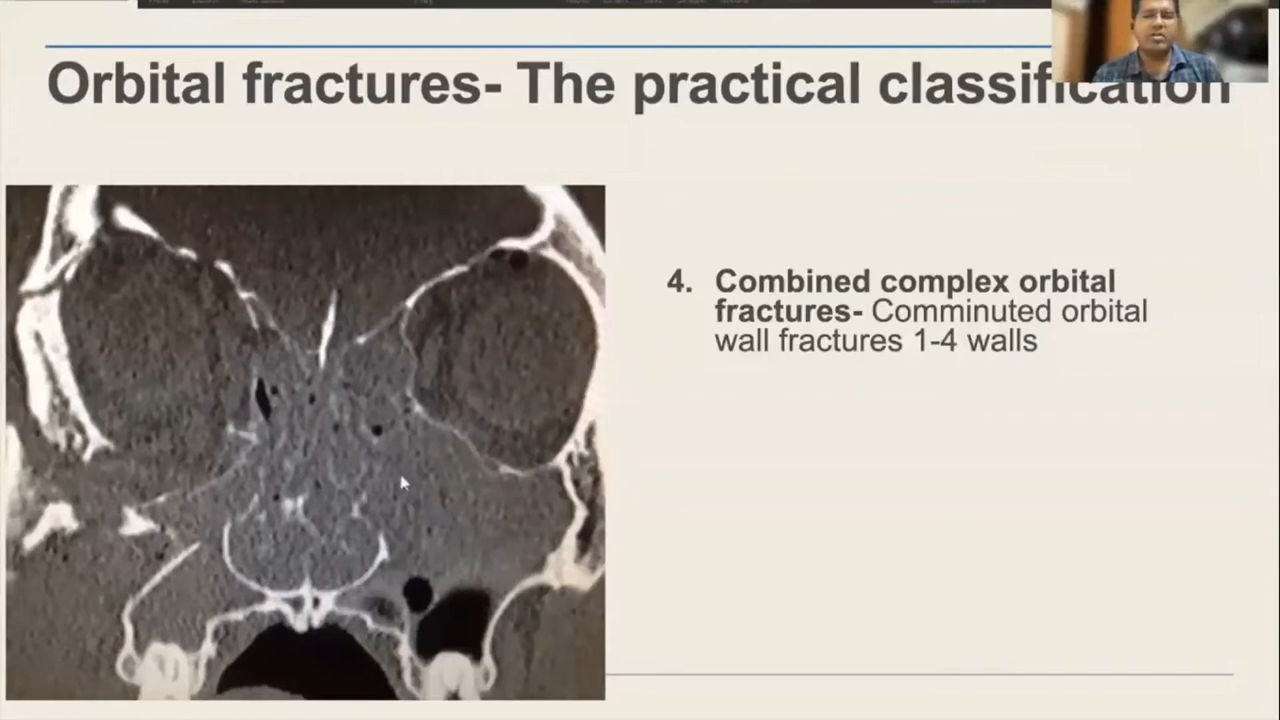 Orbital fractures- The practical classification
4. Combined complex orbital
fractures- Comminuted orbital
wall fractures 1-4 walls